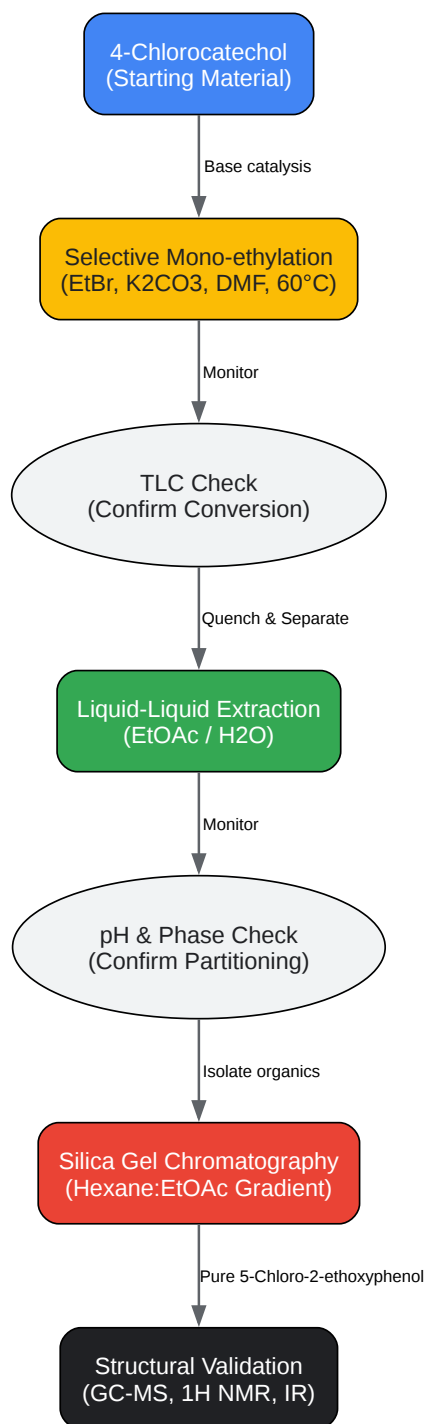 4-Chlorocatechol
(Starting Material)
Base catalysis
Selective Mono-ethylation
(EtBr, K2CO3, DMF, 60°C)
Monitor
TLC Check
(Confirm Conversion)
Quench & Separate
Liquid-Liquid Extraction
(EtOAc / H2O)
Monitor
pH & Phase Check
(Confirm Partitioning)
Isolate organics
Silica Gel Chromatography
(Hexane:EtOAc Gradient)
Pure 5-Chloro-2-ethoxyphenol
Structural Validation
(GC-MS, 1H NMR, IR)